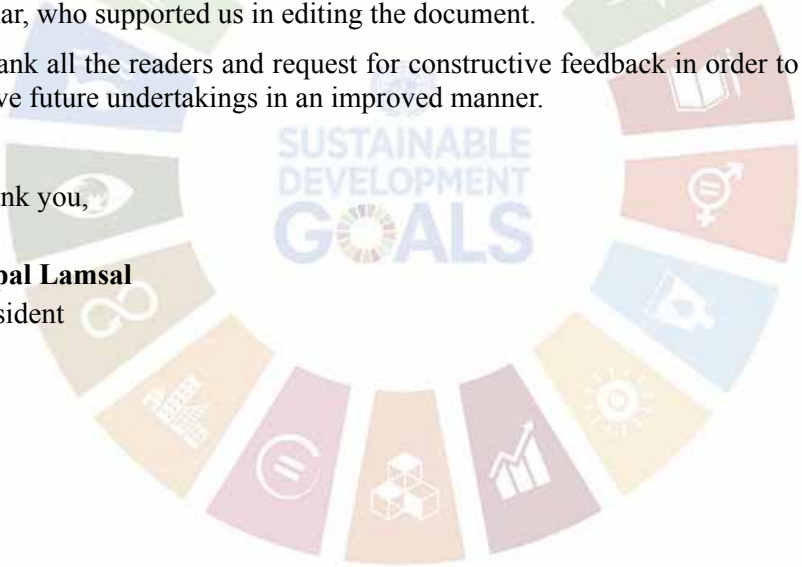 ar, who supported us in editing the document.
ank all the readers and request for constructive feedback in order to
ve future undertakings in an improved manner.
SUSTAINABLE
DEVELOPMENT
GOALS
nk you,
pal Lamsal
sident